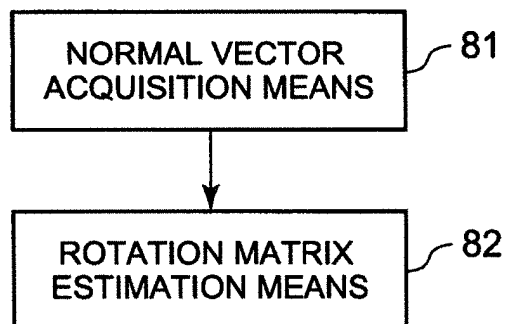 NORMAL VECTOR
ACQUISITION MEANS
81
ROTATION MATRIX
ESTIMATION MEANS
82